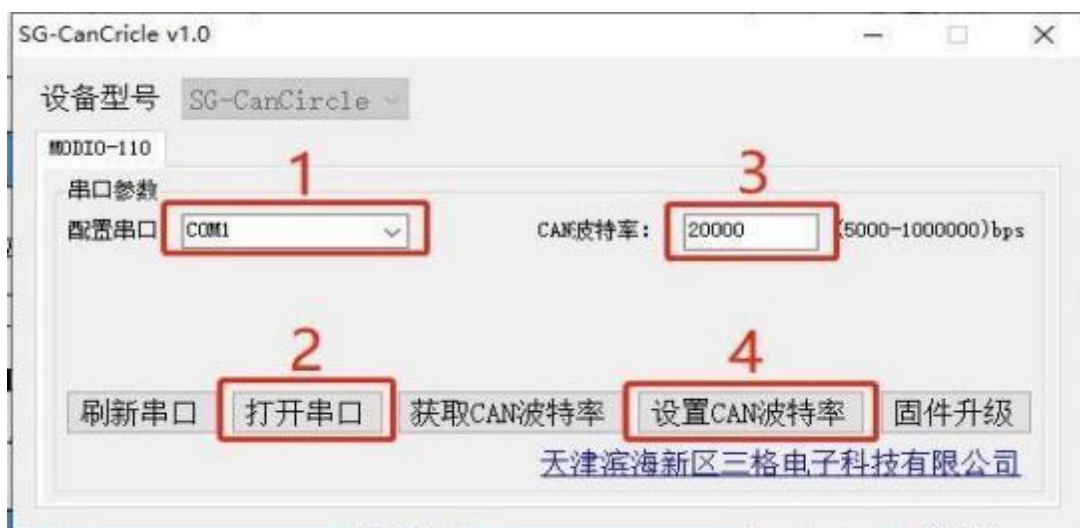 SG-CanCricle v1.0
设备型号 SG-CanCircle
MODIO-110
1 3
串口参数
配置串口 COM1 CAN波特率: 20000 (5000-1000000)bps
2 4
刷新串口 打开串口 获取CAN波特率 设置CAN波特率 固件升级
天津滨海新区三格电子科技有限公司